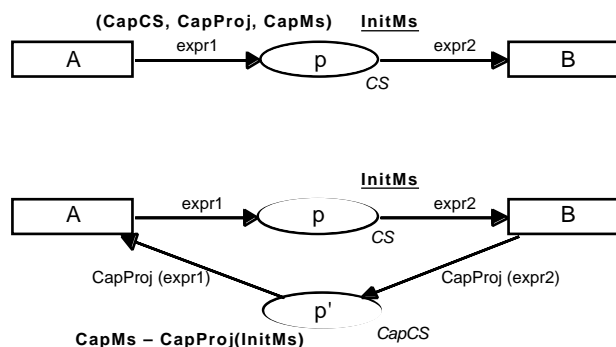 (CapCS, CapProj, CapMs) InitMs
A expr1 p expr2 B
CS
InitMs
A expr1 p expr2 B
CS
CapProj (expr1) CapProj (expr2)
p'
CapMs – CapProj(InitMs) CapCS